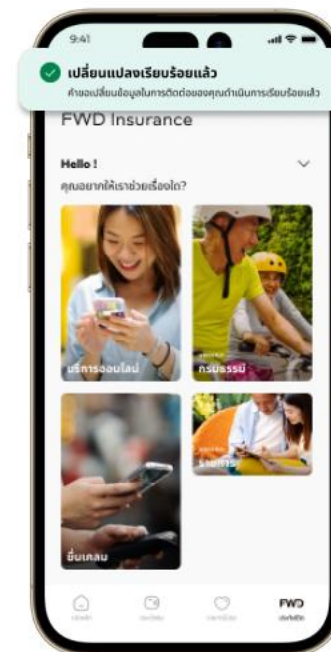 9:41
เปลี่ยนแปลงเรียบร้อยแล้ว
คำขอเปลี่ยนข้อมูลในการติดต่อของคุณดำเนินการเรียบร้อยแล้ว
FWD Insurance
Hello !
คุณอยากให้เราช่วยเรื่องใด?
บริการออนไลน์
กรมธรรม์
ยื่นเคลม
FWD